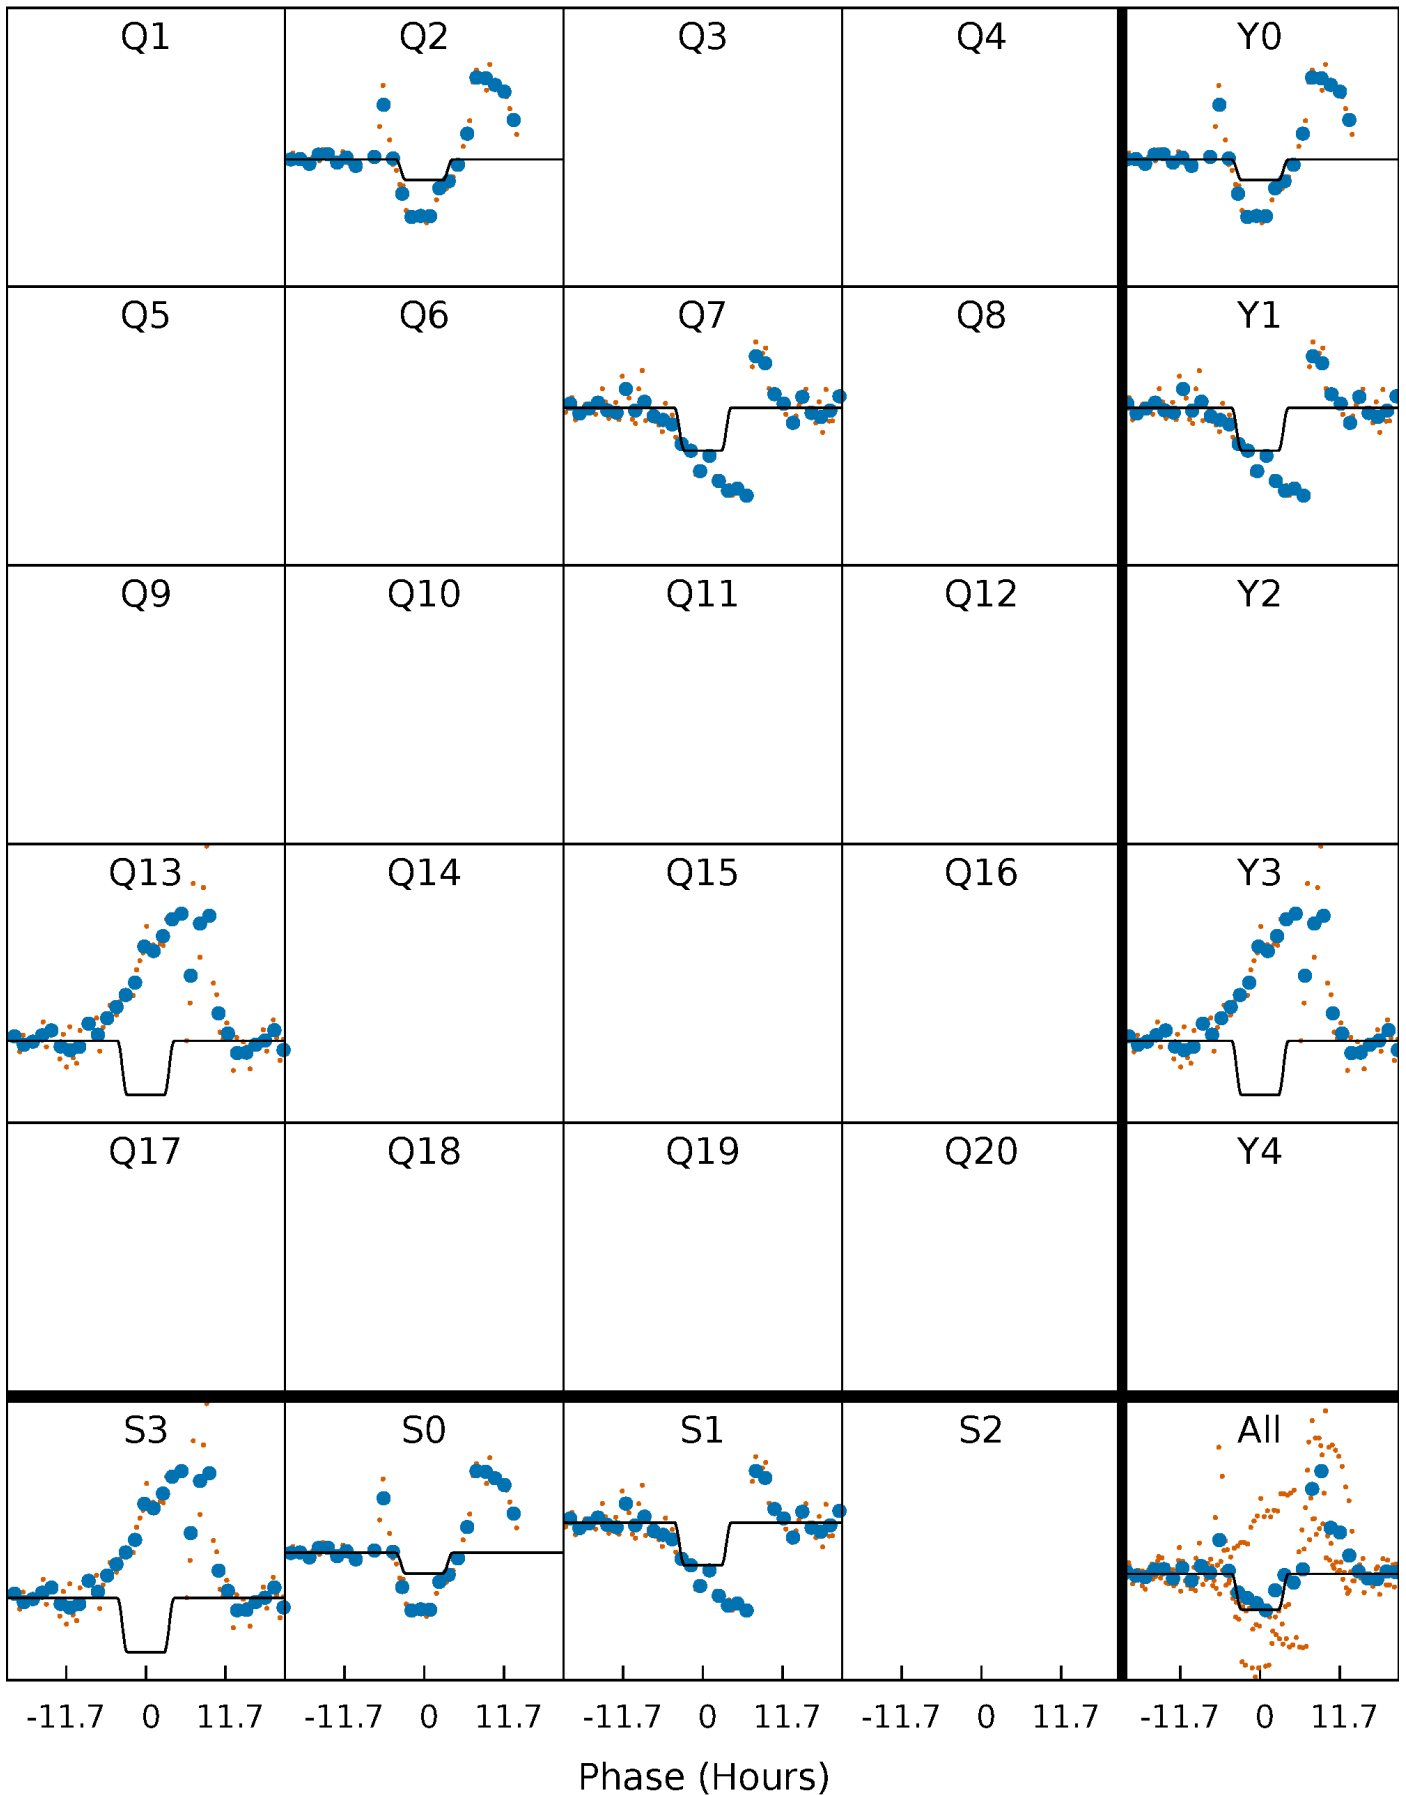 Q1 Q2 Q3 Q4 Y0
Q5 Q6 Q7 Q8 Y1
Q9 Q10 Q11 Q12 Y2
Q13 Q14 Q15 Q16 Y3
Q17 Q18 Q19 Q20 Y4
S3 S0 S1 S2 All
-11.7 0 11.7 -11.7 0 11.7 -11.7 0 11.7 -11.7 0 11.7 -11.7 0 11.7
Phase (Hours)